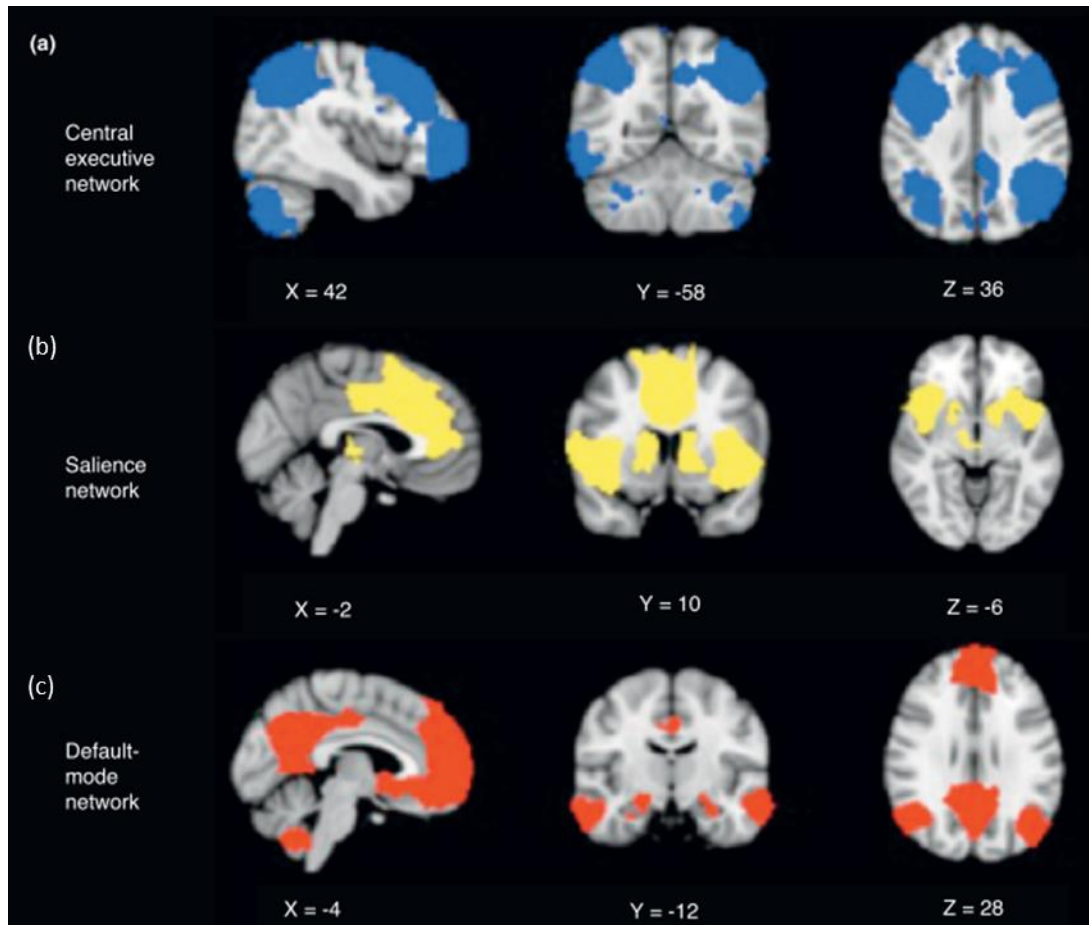 (a)
Central
executive
network
X = 42
Y = -58
Z = 36
(b)
Salience
network
X = -2
Y = 10
Z = -6
(c)
Default-
mode
network
X = -4
Y = -12
Z = 28